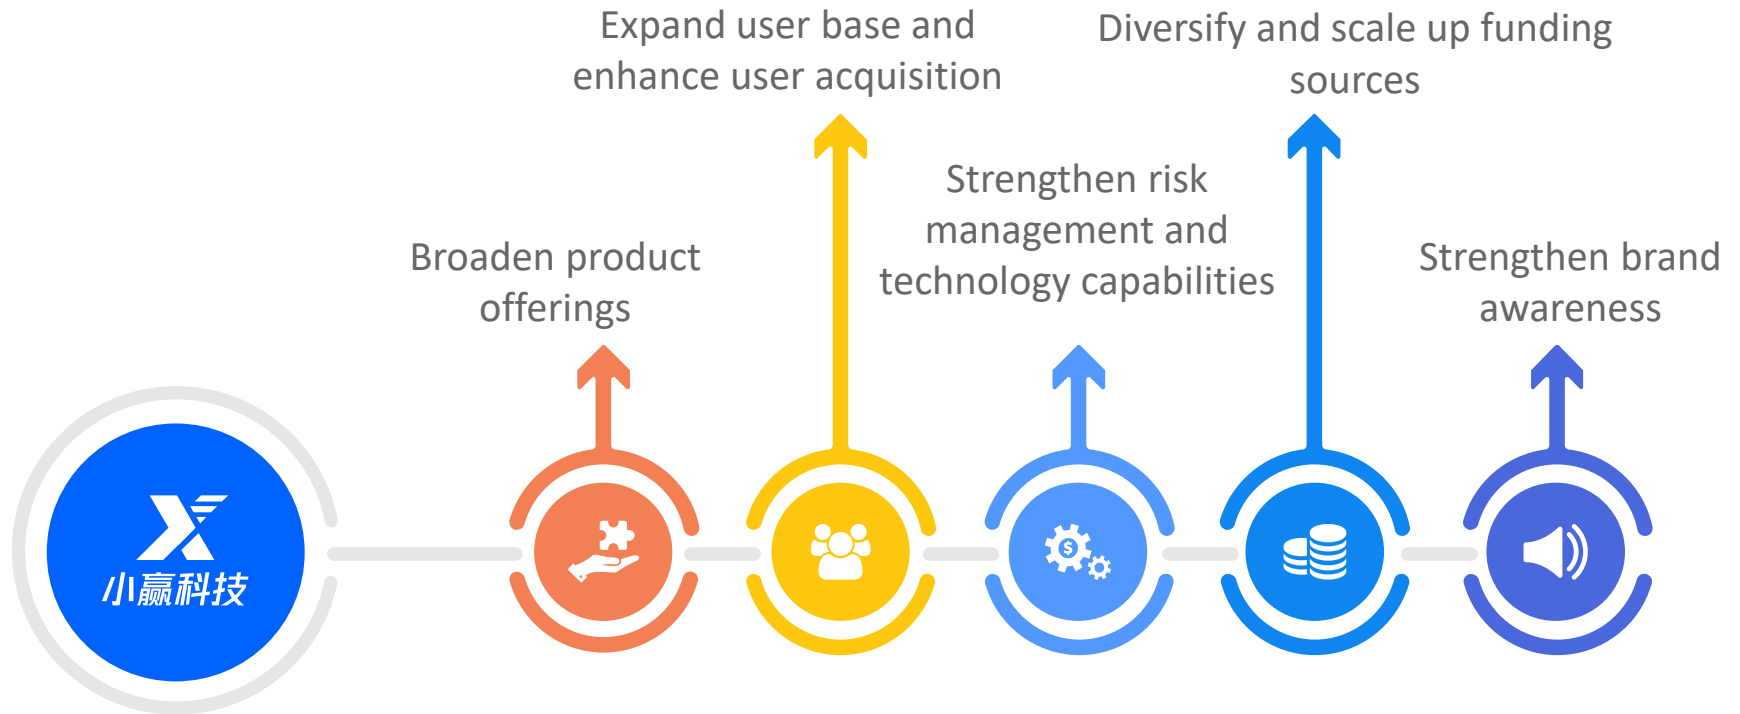 Expand user base and
enhance user acquisition
Diversify and scale up funding
sources
Strengthen risk
management and
technology capabilities
Broaden product
offerings
Strengthen brand
awareness
小赢科技
$